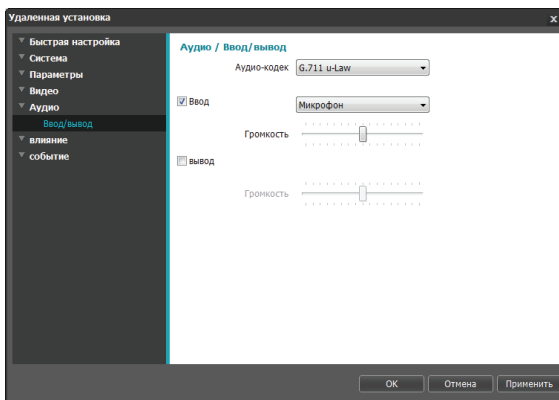 Удаленная установка
x
Быстрая настройка
Система
Параметры
Видео
Аудио
Ввод/вывод
влияние
событие
Аудио / Ввод/вывод
Аудио-кодек G.711 u-Law
Ввод Микрофон
Громкость
вывод
Громкость
OK Отмена Применить